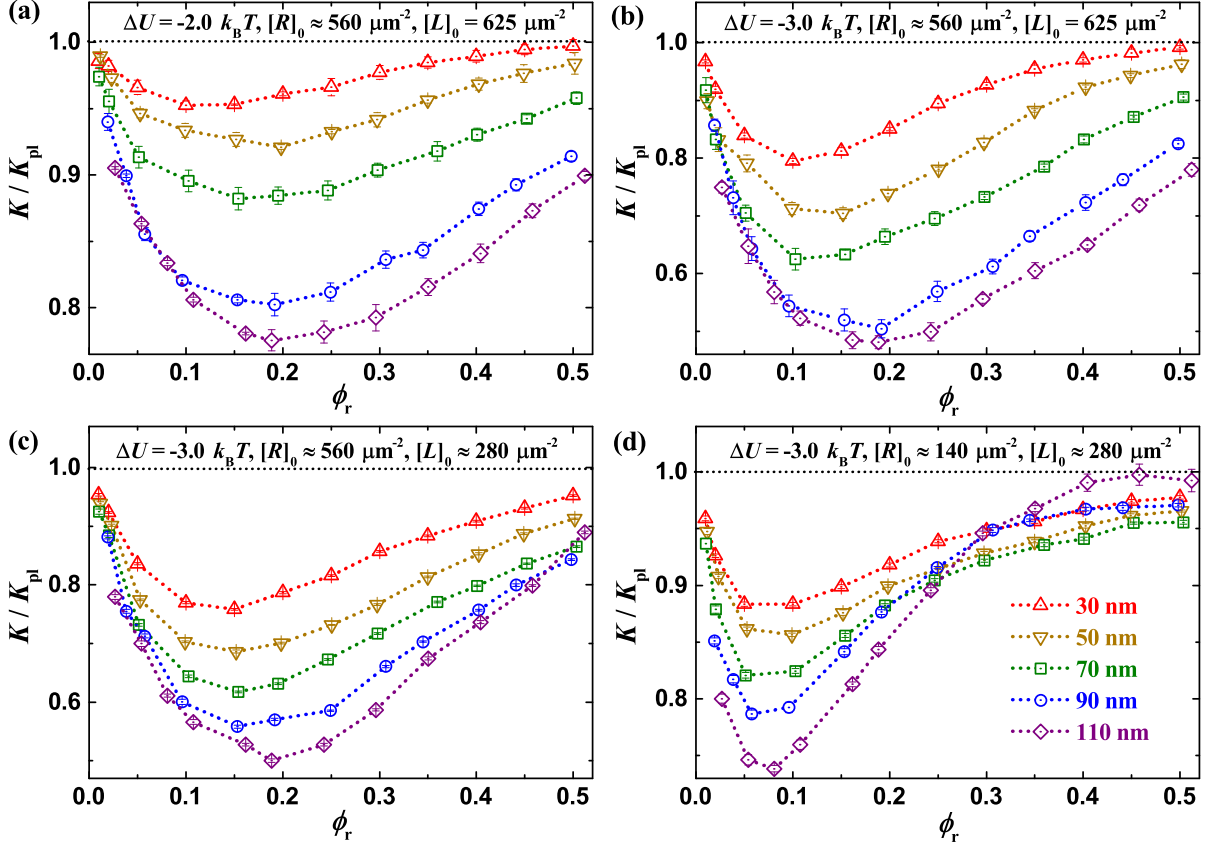 (a)
ΔU = -2.0 k_BT, [R]_0 ≈ 560 μm^-2, [L]_0 = 625 μm^-2
1.0
0.9
0.8
K / K_pl
0.0 0.1 0.2 0.3 0.4 0.5
ϕ_r
(b)
ΔU = -3.0 k_BT, [R]_0 ≈ 560 μm^-2, [L]_0 = 625 μm^-2
1.0
0.8
0.6
K / K_pl
0.0 0.1 0.2 0.3 0.4 0.5
ϕ_r
(c)
ΔU = -3.0 k_BT, [R]_0 ≈ 560 μm^-2, [L]_0 ≈ 280 μm^-2
1.0
0.8
0.6
K / K_pl
0.0 0.1 0.2 0.3 0.4 0.5
ϕ_r
(d)
ΔU = -3.0 k_BT, [R]_0 ≈ 140 μm^-2, [L]_0 ≈ 280 μm^-2
1.0
0.9
0.8
K / K_pl
30 nm
50 nm
70 nm
90 nm
110 nm
0.0 0.1 0.2 0.3 0.4 0.5
ϕ_r